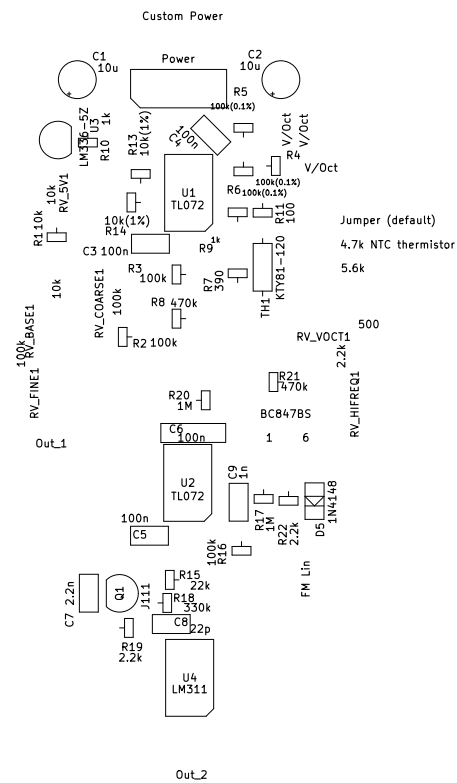 Custom Power
C1
10u
Power
C2
10u
R5
100k(0.1%)
LM336-5Z
U3
1k
R10
R13
10k(1%)
100n
C4
V/Oct
V/Oct
R4
V/Oct
100k(0.1%)
R6
100k(0.1%)
10k
RV_5V1
U1
TL072
R11
100
10k(1%)
R14
R1
10k
C3
100n
R9
1k
Jumper (default)
4.7k NTC thermistor
5.6k
R3
100k
R7
390
TH1
KTY81-120
10k
RV_COARSE1
100k
R8
470k
R2
100k
RV_BASE1
100k
RV_FINE1
500
RV_VOCT1
2.2k
RV_HIFREQ1
R21
470k
R20
1M
BC847BS
1
6
C6
100n
Out_1
U2
TL072
C9
1n
R17
1M
R22
2.2k
D5
1N4148
100n
C5
100k
R16
FM Lin
R15
22k
C7
2.2n
Q1
J111
R18
330k
C8
22p
R19
2.2k
U4
LM311
Out_2